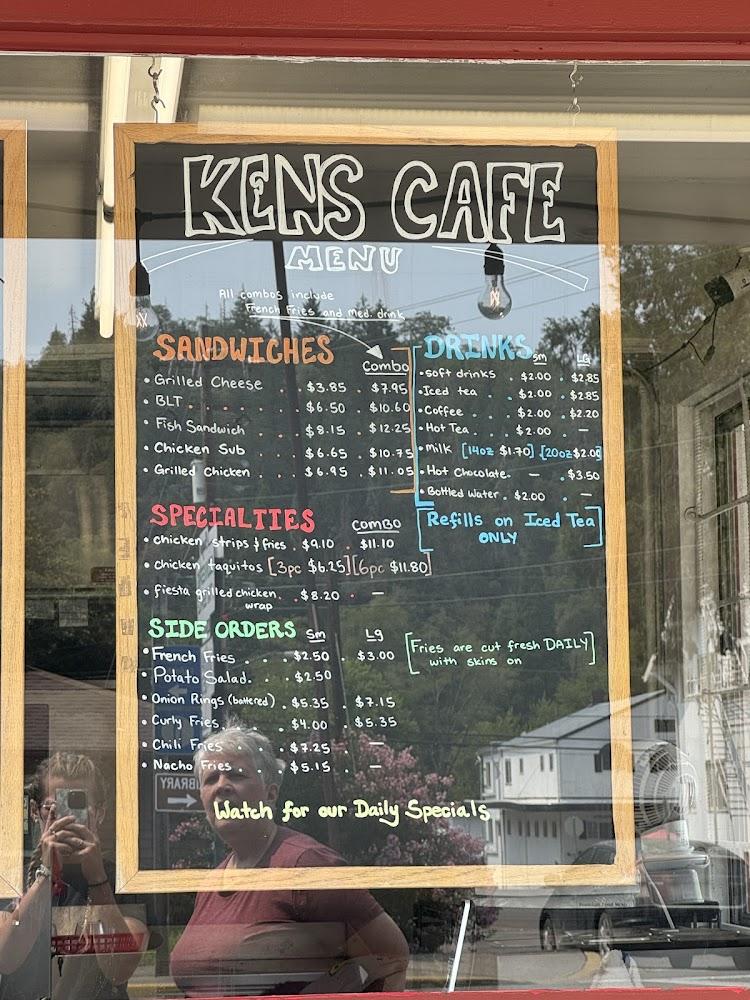 KENS CAFE
MENU
All combos include
French Fries and med. drink
SANDWICHES
Combo
• Grilled Cheese $3.85 . $7.95
• BLT . . . . . $6.50 . $10.60
• Fish Sandwich $8.15 . $12.25
• Chicken Sub . . $6.65 . $10.75
• Grilled Chicken . . $6.95 . $11.05
DRINKS sm LG
• soft drinks . $2.00 . $2.85
• Iced tea . . $2.00 . $2.85
• Coffee . . . $2.00 . $2.20
• Hot Tea . . . $2.00 . —
• milk [14oz $1.70] [20oz $2.00]
• Hot Chocolate. — . $3.50
• Bottled Water . $2.00 . —
[Refills on Iced Tea
ONLY]
SPECIALTIES COMBO
• chicken strips & fries . $9.10 . $11.10
• chicken taquitos [3pc $6.25] [6pc $11.80]
• fiesta grilled chicken . $8.20 . —
wrap
SIDE ORDERS Sm Lg
• French Fries . . . $2.50 . $3.00
• Potato Salad. . . $2.50
• Onion Rings (battered) . $5.35 . $7.15
• Curly Fries . . . $4.00 . $5.35
• Chili Fries . . . $7.25 . —
• Nacho Fries . . . $5.15 . —
[Fries are cut fresh DAILY
with skins on]
LIBRARY
Watch for our Daily Specials